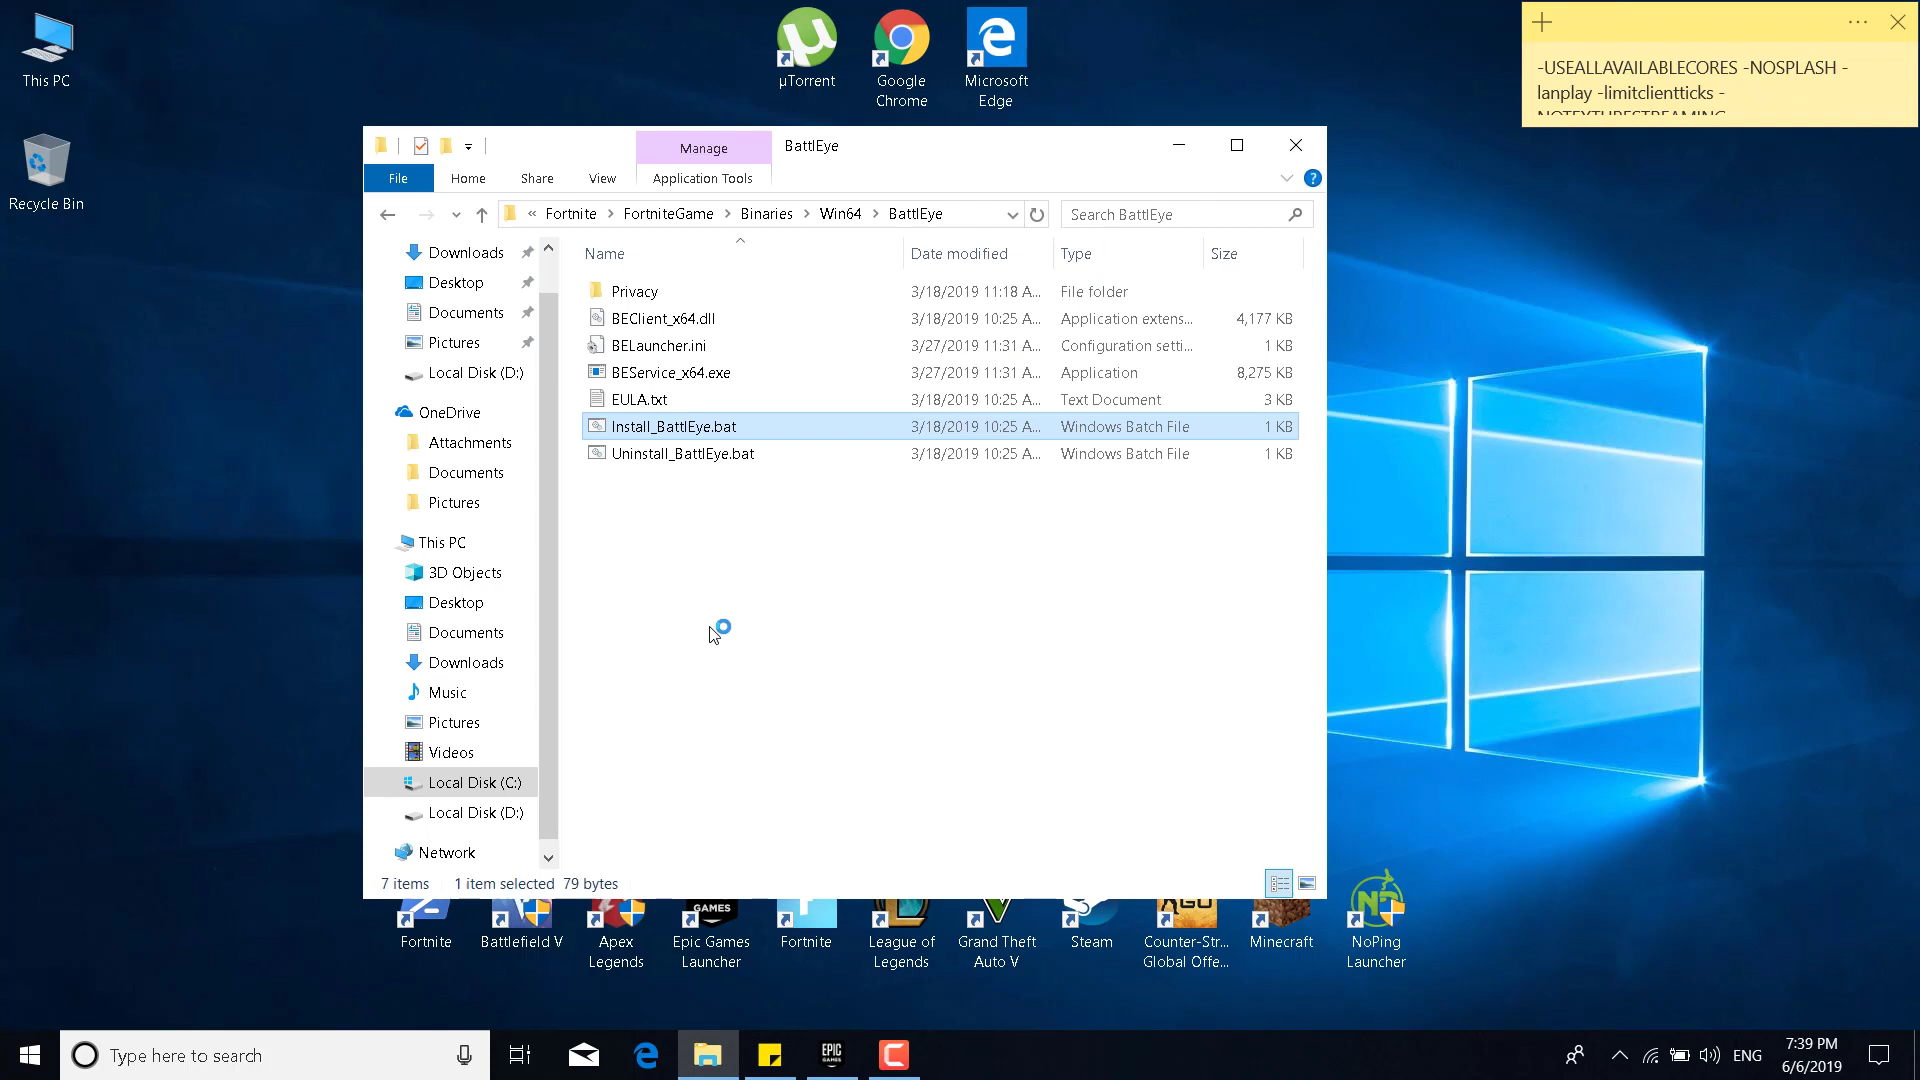 This PC
Recycle Bin
µTorrent
Google
Chrome
Microsoft
Edge
-USEALLAVAILABLECORES -NOSPLASH -
lanplay -limitclientticks -
NOTEXTURESTREAMING
Manage
BattlEye
File
Home
Share
View
Application Tools
« Fortnite > FortniteGame > Binaries > Win64 > BattlEye
Search BattlEye
Downloads
Desktop
Documents
Pictures
Local Disk (D:)
OneDrive
Attachments
Documents
Pictures
This PC
3D Objects
Desktop
Documents
Downloads
Music
Pictures
Videos
Local Disk (C:)
Local Disk (D:)
Network
Name Date modified Type Size
Privacy 3/18/2019 11:18 A... File folder
BEClient_x64.dll 3/18/2019 10:25 A... Application extens... 4,177 KB
BELauncher.ini 3/27/2019 11:31 A... Configuration setti... 1 KB
BEService_x64.exe 3/27/2019 11:31 A... Application 8,275 KB
EULA.txt 3/18/2019 10:25 A... Text Document 3 KB
Install_BattlEye.bat 3/18/2019 10:25 A... Windows Batch File 1 KB
Uninstall_BattlEye.bat 3/18/2019 10:25 A... Windows Batch File 1 KB
7 items 1 item selected 79 bytes
GAMES
Fortnite
Battlefield V
Apex
Legends
Epic Games
Launcher
Fortnite
League of
Legends
Grand Theft
Auto V
Steam
Counter-Str...
Global Offe...
Minecraft
NoPing
Launcher
Type here to search
EPIC
GAMES
ENG
7:39 PM
6/6/2019